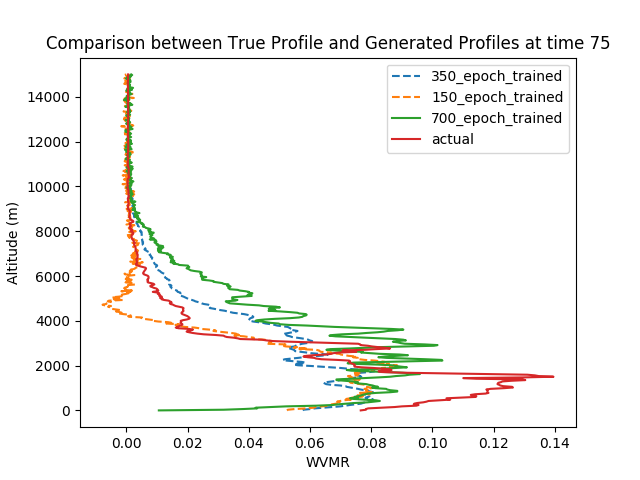 Comparison between True Profile and Generated Profiles at time 75
350_epoch_trained
150_epoch_trained
700_epoch_trained
actual
Altitude (m)
14000
12000
10000
8000
6000
4000
2000
0
0.00 0.02 0.04 0.06 0.08 0.10 0.12 0.14
WVMR